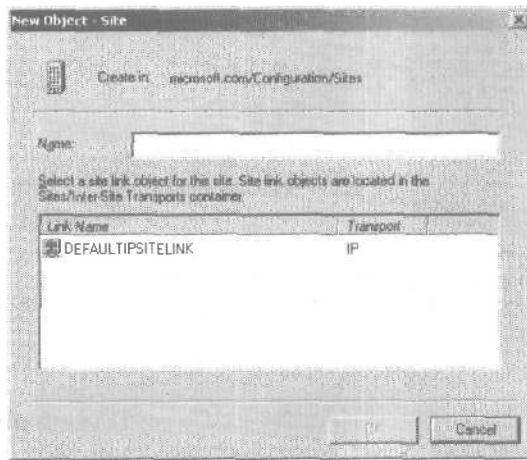 New Object - Site
Create in: microsoft.com/Configuration/Sites
Name:
Select a site link object for this site. Site link objects are located in the
Sites/Inter-Site Transports container.
Link Name Transport
DEFAULTIPSITELINK IP
OK Cancel